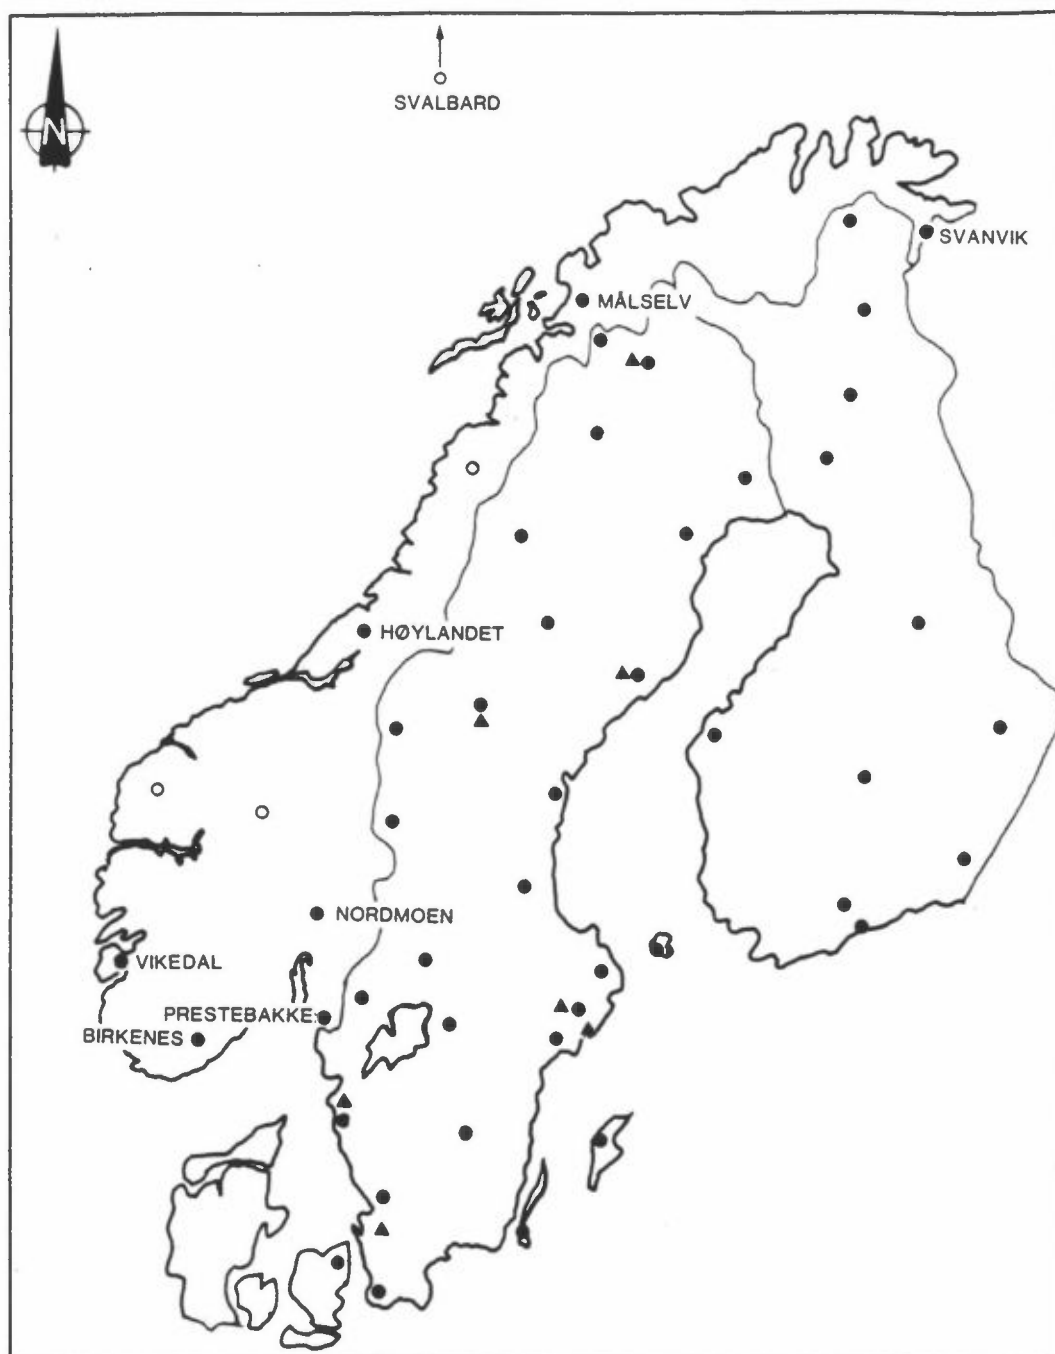 N
SVALBARD
SVANVIK
MÅLSELV
HØYLANDET
NORDMOEN
VIKEDAL
PRESTEBAKKE
BIRKENES